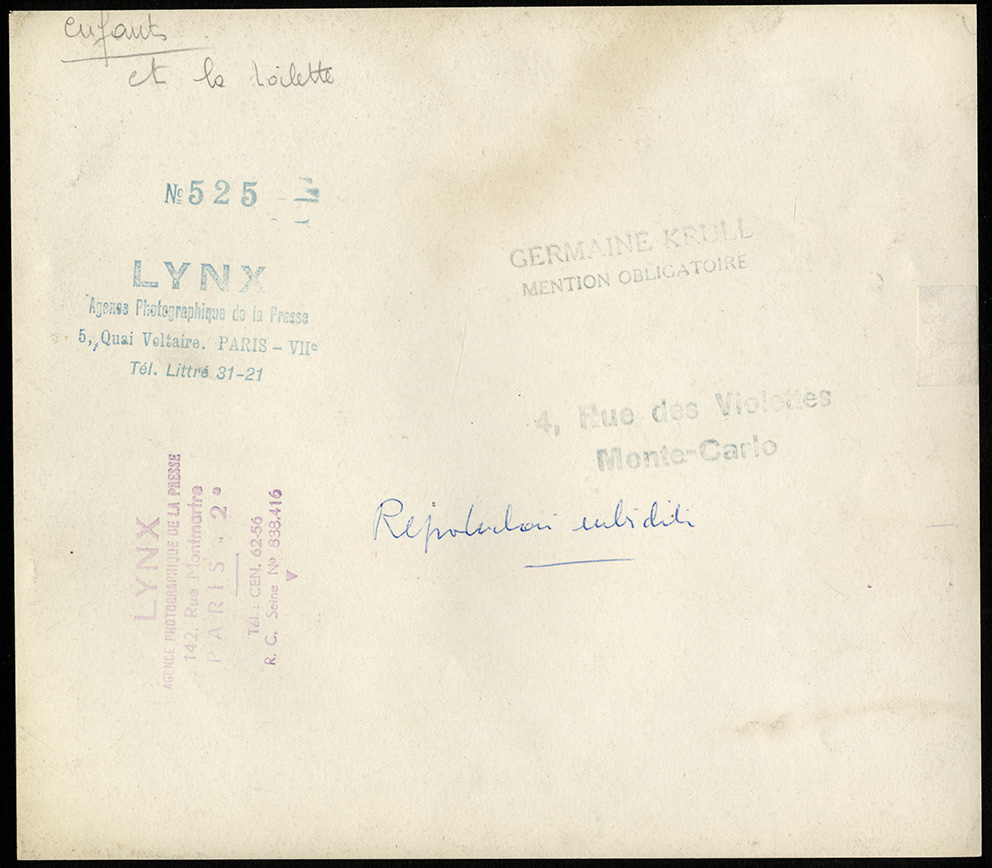 enfants
et la toilette
Nº 525
LYNX
Agence Photographique de la Presse
5, Quai Voltaire. PARIS – VIIe
Tél. Littré 31-21
GERMAINE KRULL
MENTION OBLIGATOIRE
4, Rue des Violettes
Monte-Carlo
LYNX
AGENCE PHOTOGRAPHIQUE DE LA PRESSE
142, Rue Montmartre
PARIS - 2e
Tél.: CEN. 62-56
R. C. Seine Nº 838.416